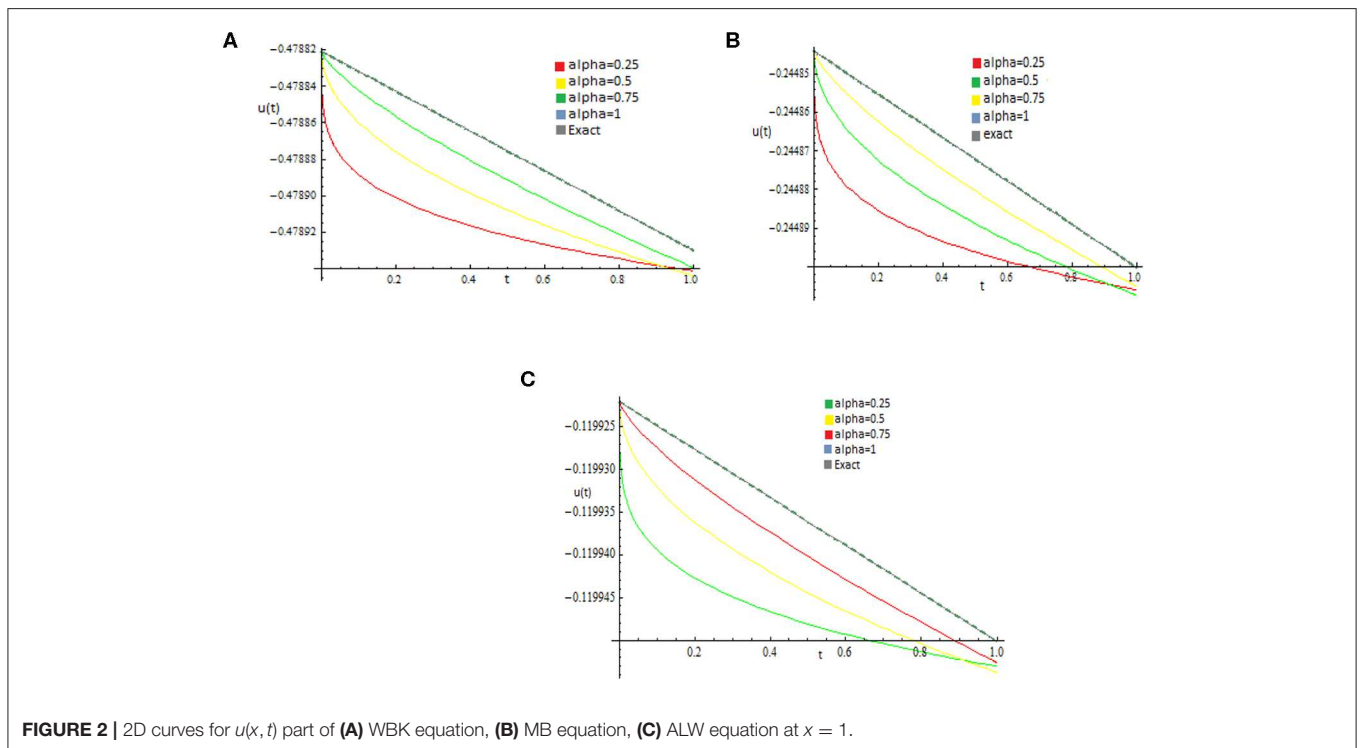 A
−0.47882
−0.47884
u(t)
−0.47886
−0.47888
−0.47890
−0.47892
alpha=0.25
alpha=0.5
alpha=0.75
alpha=1
Exact
0.2
0.4
0.6
0.8
1.0
t
B
−0.24485
−0.24486
u(t)
−0.24487
−0.24488
−0.24489
alpha=0.25
alpha=0.5
alpha=0.75
alpha=1
exact
0.2
0.4
0.6
0.8
1.0
t
C
−0.119925
−0.119930
u(t)
−0.119935
−0.119940
−0.119945
alpha=0.25
alpha=0.5
alpha=0.75
alpha=1
Exact
0.2
0.4
0.6
0.8
1.0
t
FIGURE 2 | 2D curves for u(x, t) part of (A) WBK equation, (B) MB equation, (C) ALW equation at x = 1.